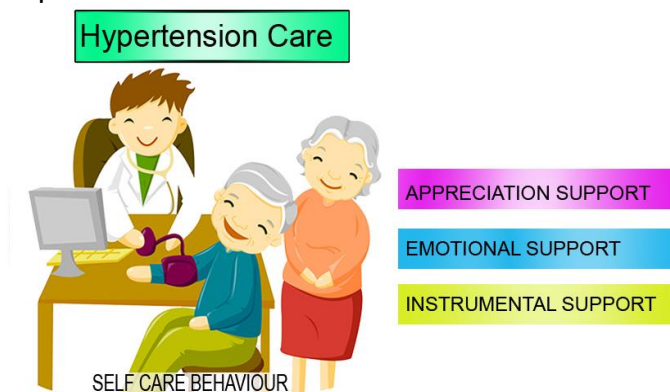 Hypertension Care
APPRECIATION SUPPORT
EMOTIONAL SUPPORT
INSTRUMENTAL SUPPORT
SELF CARE BEHAVIOUR